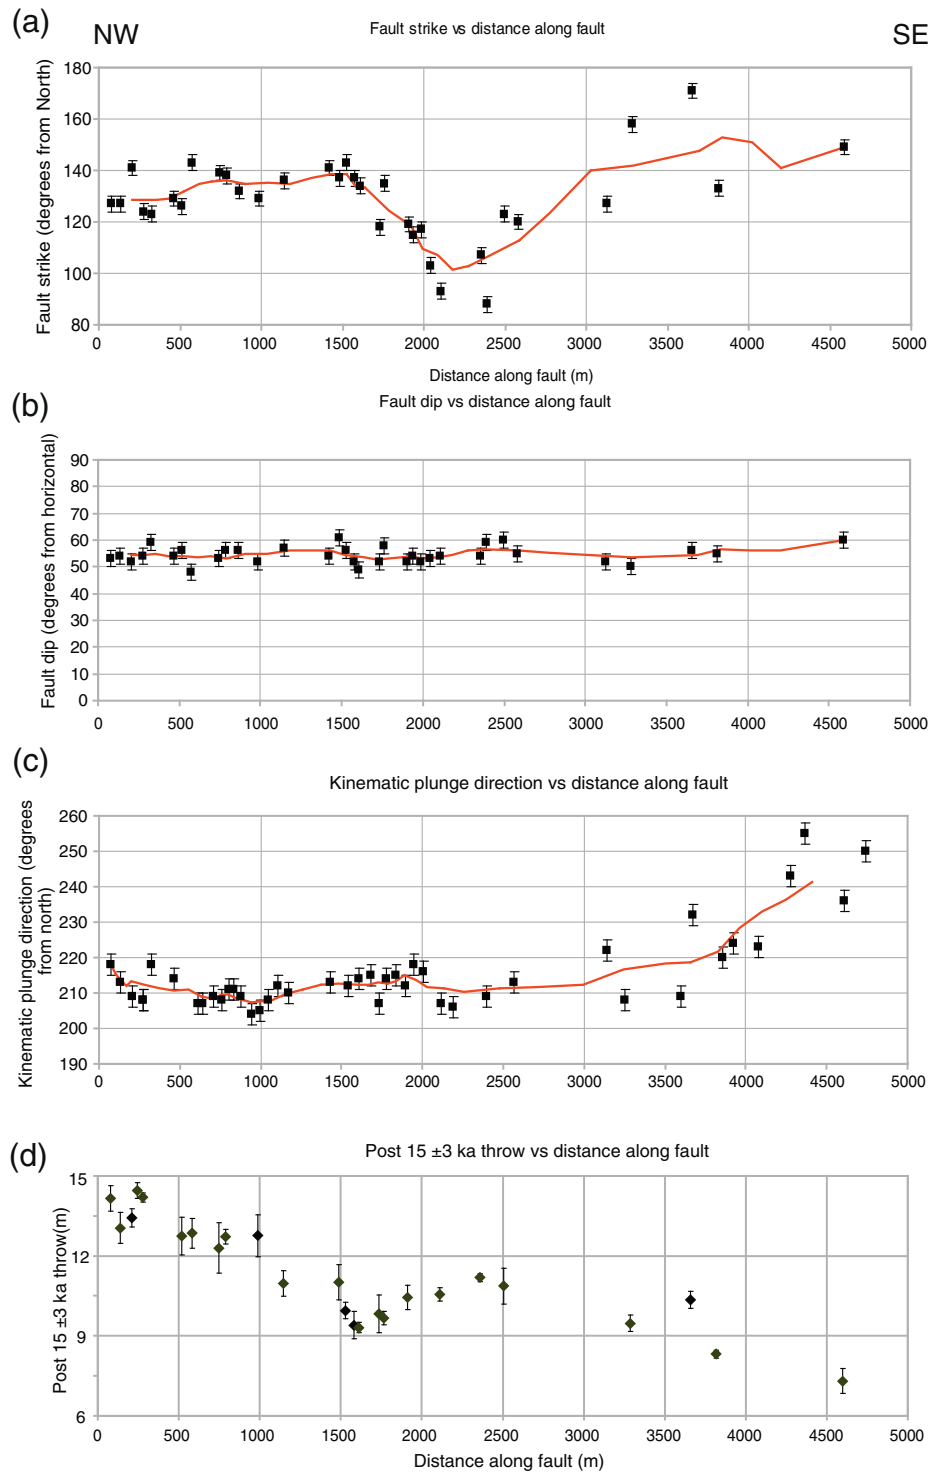 (a)
NW
Fault strike vs distance along fault
SE
Fault strike (degrees from North)
180
160
140
120
100
80
0 500 1000 1500 2000 2500 3000 3500 4000 4500 5000
Distance along fault (m)
(b)
Fault dip vs distance along fault
Fault dip (degrees from horizontal)
90
80
70
60
50
40
30
20
10
0
0 500 1000 1500 2000 2500 3000 3500 4000 4500 5000
(c)
Kinematic plunge direction vs distance along fault
Kinematic plunge direction (degrees
from north)
260
250
240
230
220
210
200
190
0 500 1000 1500 2000 2500 3000 3500 4000 4500 5000
(d)
Post 15 ±3 ka throw vs distance along fault
Post 15 ±3 ka throw(m)
15
12
9
6
0 500 1000 1500 2000 2500 3000 3500 4000 4500 5000
Distance along fault (m)